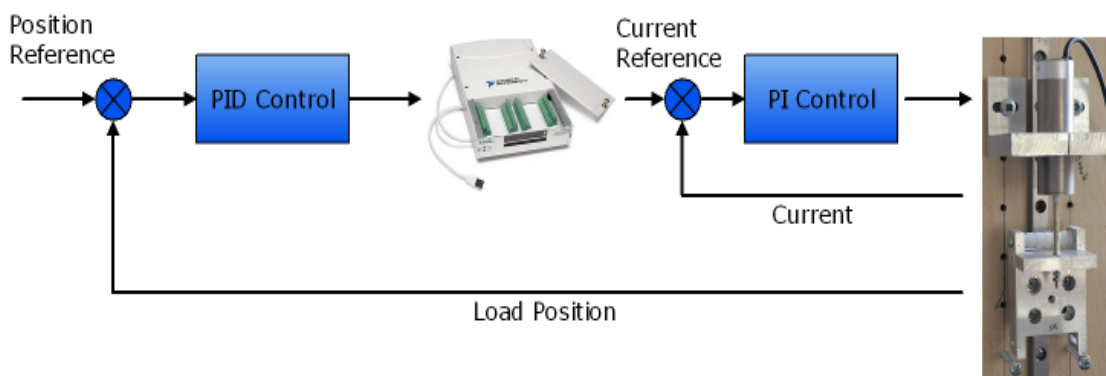 Position
Reference
PID Control
Current
Reference
PI Control
Current
Load Position